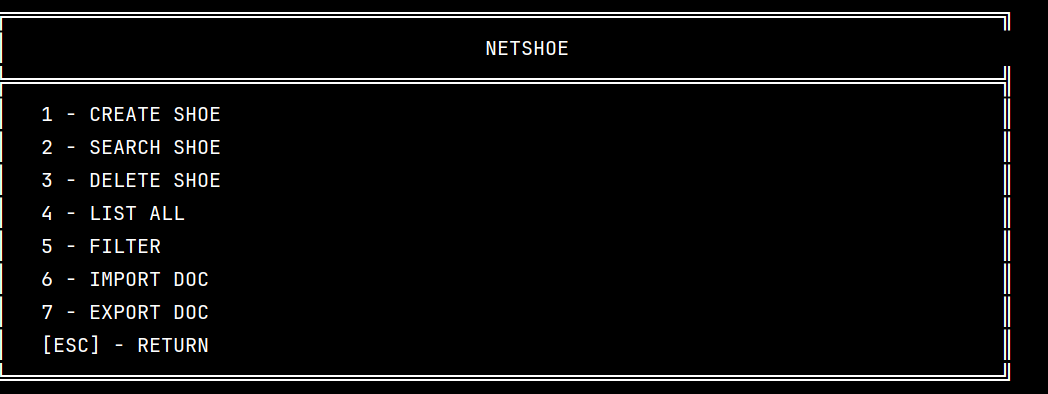 NETSHOE
1 - CREATE SHOE
2 - SEARCH SHOE
3 - DELETE SHOE
4 - LIST ALL
5 - FILTER
6 - IMPORT DOC
7 - EXPORT DOC
[ESC] - RETURN